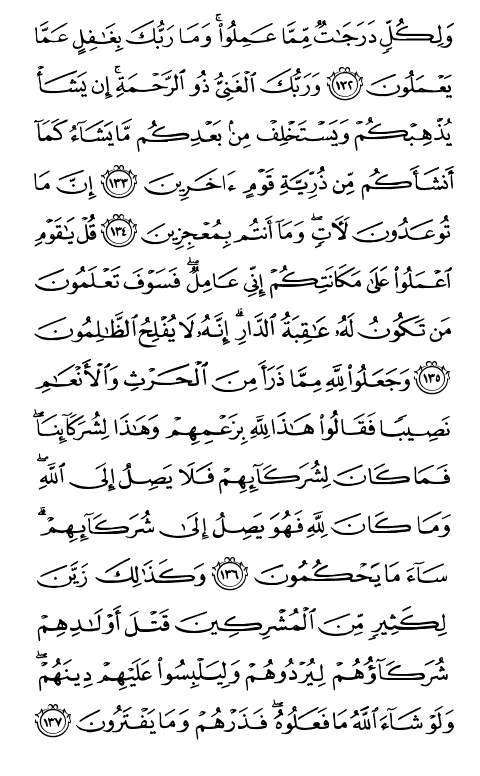 وَلِكُلّٖ دَرَجَٰتٞ مِّمَّا عَمِلُواْۚ وَمَا رَبُّكَ بِغَٰفِلٍ عَمَّا
يَعۡمَلُونَ ١٣٢ وَرَبُّكَ ٱلۡغَنِيُّ ذُو ٱلرَّحۡمَةِۚ إِن يَشَأۡ
يُذۡهِبۡكُمۡ وَيَسۡتَخۡلِفۡ مِنۢ بَعۡدِكُم مَّا يَشَآءُ كَمَآ
أَنشَأَكُم مِّن ذُرِّيَّةِ قَوۡمٍ ءَاخَرِينَ ١٣٣ إِنَّ مَا
تُوعَدُونَ لَأٓتٖۖ وَمَآ أَنتُم بِمُعۡجِزِينَ ١٣٤ قُلۡ يَٰقَوۡمِ
ٱعۡمَلُواْ عَلَىٰ مَكَانَتِكُمۡ إِنِّي عَامِلٞۖ فَسَوۡفَ تَعۡلَمُونَ
مَن تَكُونُ لَهُۥ عَٰقِبَةُ ٱلدَّارِۚ إِنَّهُۥ لَا يُفۡلِحُ ٱلظَّٰلِمُونَ
١٣٥ وَجَعَلُواْ لِلَّهِ مِمَّا ذَرَأَ مِنَ ٱلۡحَرۡثِ وَٱلۡأَنۡعَٰمِ
نَصِيبٗا فَقَالُواْ هَٰذَا لِلَّهِ بِزَعۡمِهِمۡ وَهَٰذَا لِشُرَكَآئِنَاۖ
فَمَا كَانَ لِشُرَكَآئِهِمۡ فَلَا يَصِلُ إِلَى ٱللَّهِۖ
وَمَا كَانَ لِلَّهِ فَهُوَ يَصِلُ إِلَىٰ شُرَكَآئِهِمۡۗ
سَآءَ مَا يَحۡكُمُونَ ١٣٦ وَكَذَٰلِكَ زَيَّنَ
لِكَثِيرٖ مِّنَ ٱلۡمُشۡرِكِينَ قَتۡلَ أَوۡلَٰدِهِمۡ
شُرَكَآؤُهُمۡ لِيُرۡدُوهُمۡ وَلِيَلۡبِسُواْ عَلَيۡهِمۡ دِينَهُمۡۖ
وَلَوۡ شَآءَ ٱللَّهُ مَا فَعَلُوهُۖ فَذَرۡهُمۡ وَمَا يَفۡتَرُونَ ١٣٧